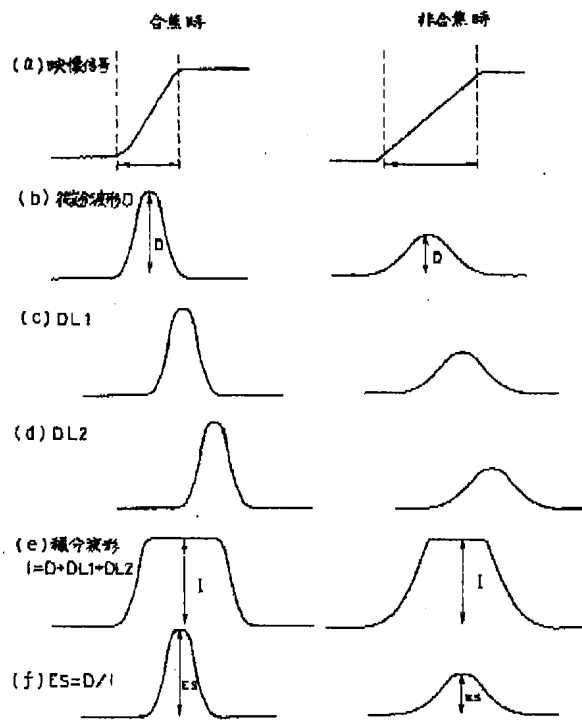 合焦時
非合焦時
(a)映像信号
(b)微分波形D
D
D
(c)DL1
(d)DL2
(e)積分波形
I=D+DL1+DL2
I
I
(f)ES=D/I
ES
ES